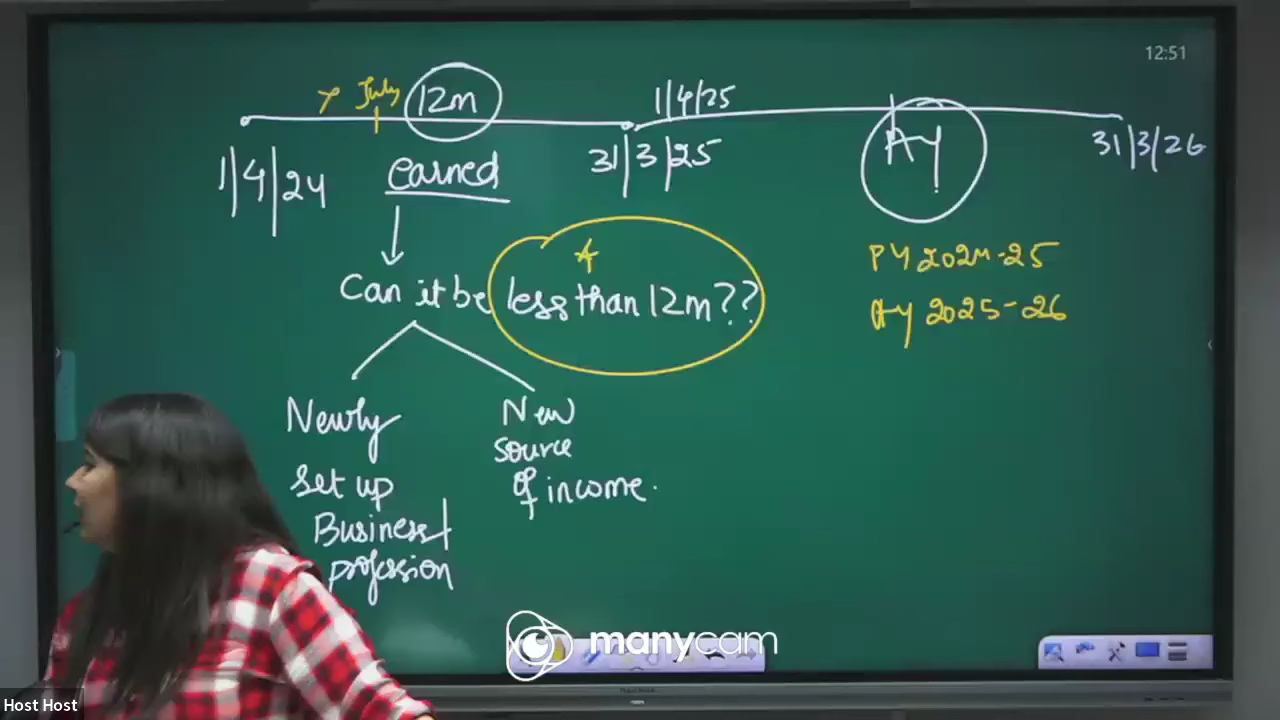 12:51
July 12m 1/4/25
1/4/24 earned 31/3/25 AY 31/3/26
Can it be less than 12m??
PY 2024-25
AY 2025-26
Newly
set up
Business/
profession
New
source
of income.
manycam
Host Host